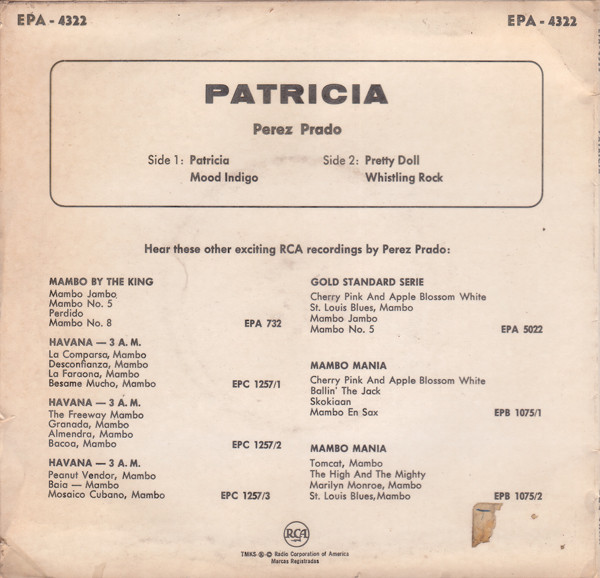 EPA - 4322
EPA - 4322
PATRICIA
Perez Prado
Side 1: Patricia
Mood Indigo
Side 2: Pretty Doll
Whistling Rock
Hear these other exciting RCA recordings by Perez Prado:
MAMBO BY THE KING
Mambo Jambo
Mambo No. 5
Perdido
Mambo No. 8 EPA 732
HAVANA — 3 A. M.
La Comparsa, Mambo
Desconfianza, Mambo
La Faraona, Mambo
Besame Mucho, Mambo EPC 1257/1
HAVANA — 3 A. M.
The Freeway Mambo
Granada, Mambo
Almendra, Mambo
Bacoa, Mambo EPC 1257/2
HAVANA — 3 A. M.
Peanut Vendor, Mambo
Baia — Mambo
Mosaico Cubano, Mambo EPC 1257/3
GOLD STANDARD SERIE
Cherry Pink And Apple Blossom White
St. Louis Blues, Mambo
Mambo Jambo
Mambo No. 5 EPA 5022
MAMBO MANIA
Cherry Pink And Apple Blossom White
Ballin' The Jack
Skokiaan
Mambo En Sax EPB 1075/1
MAMBO MANIA
Tomcat, Mambo
The High And The Mighty
Marilyn Monroe, Mambo
St. Louis Blues, Mambo EPB 1075/2
RCA
TMKS ® © Radio Corporation of America
Marcas Registradas